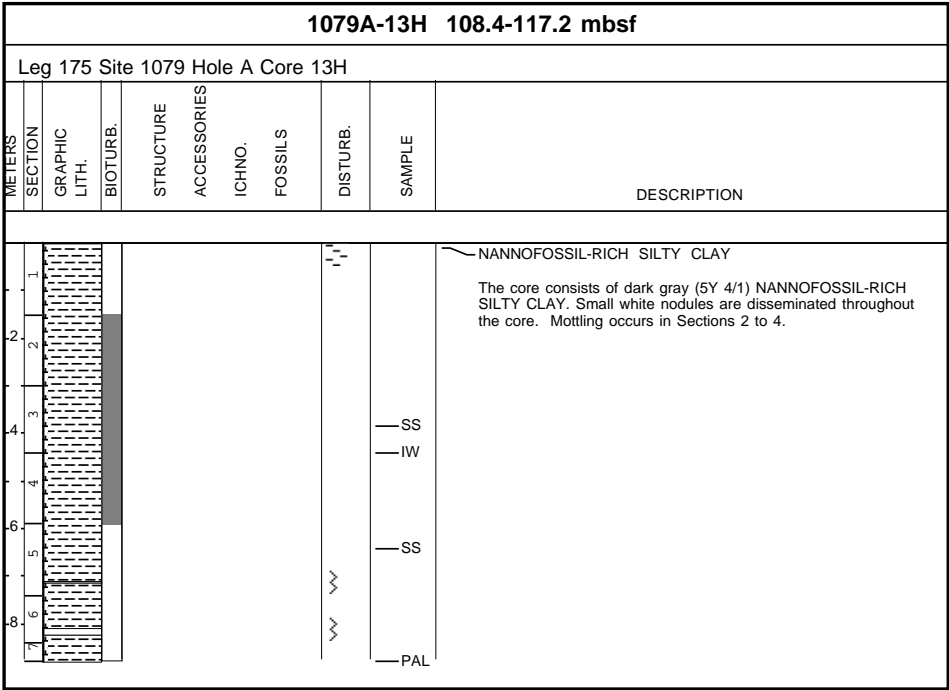 1079A-13H 108.4-117.2 mbsf
Leg 175 Site 1079 Hole A Core 13H
METERS
SECTION
GRAPHIC
LITH.
BIOTURB.
STRUCTURE
ACCESSORIES
ICHNO.
FOSSILS
DISTURB.
SAMPLE
DESCRIPTION
NANNOFOSSIL-RICH SILTY CLAY
The core consists of dark gray (5Y 4/1) NANNOFOSSIL-RICH
SILTY CLAY. Small white nodules are disseminated throughout
the core. Mottling occurs in Sections 2 to 4.
1
2
2
3
4
SS
IW
4
6
5
SS
6
8
7
PAL